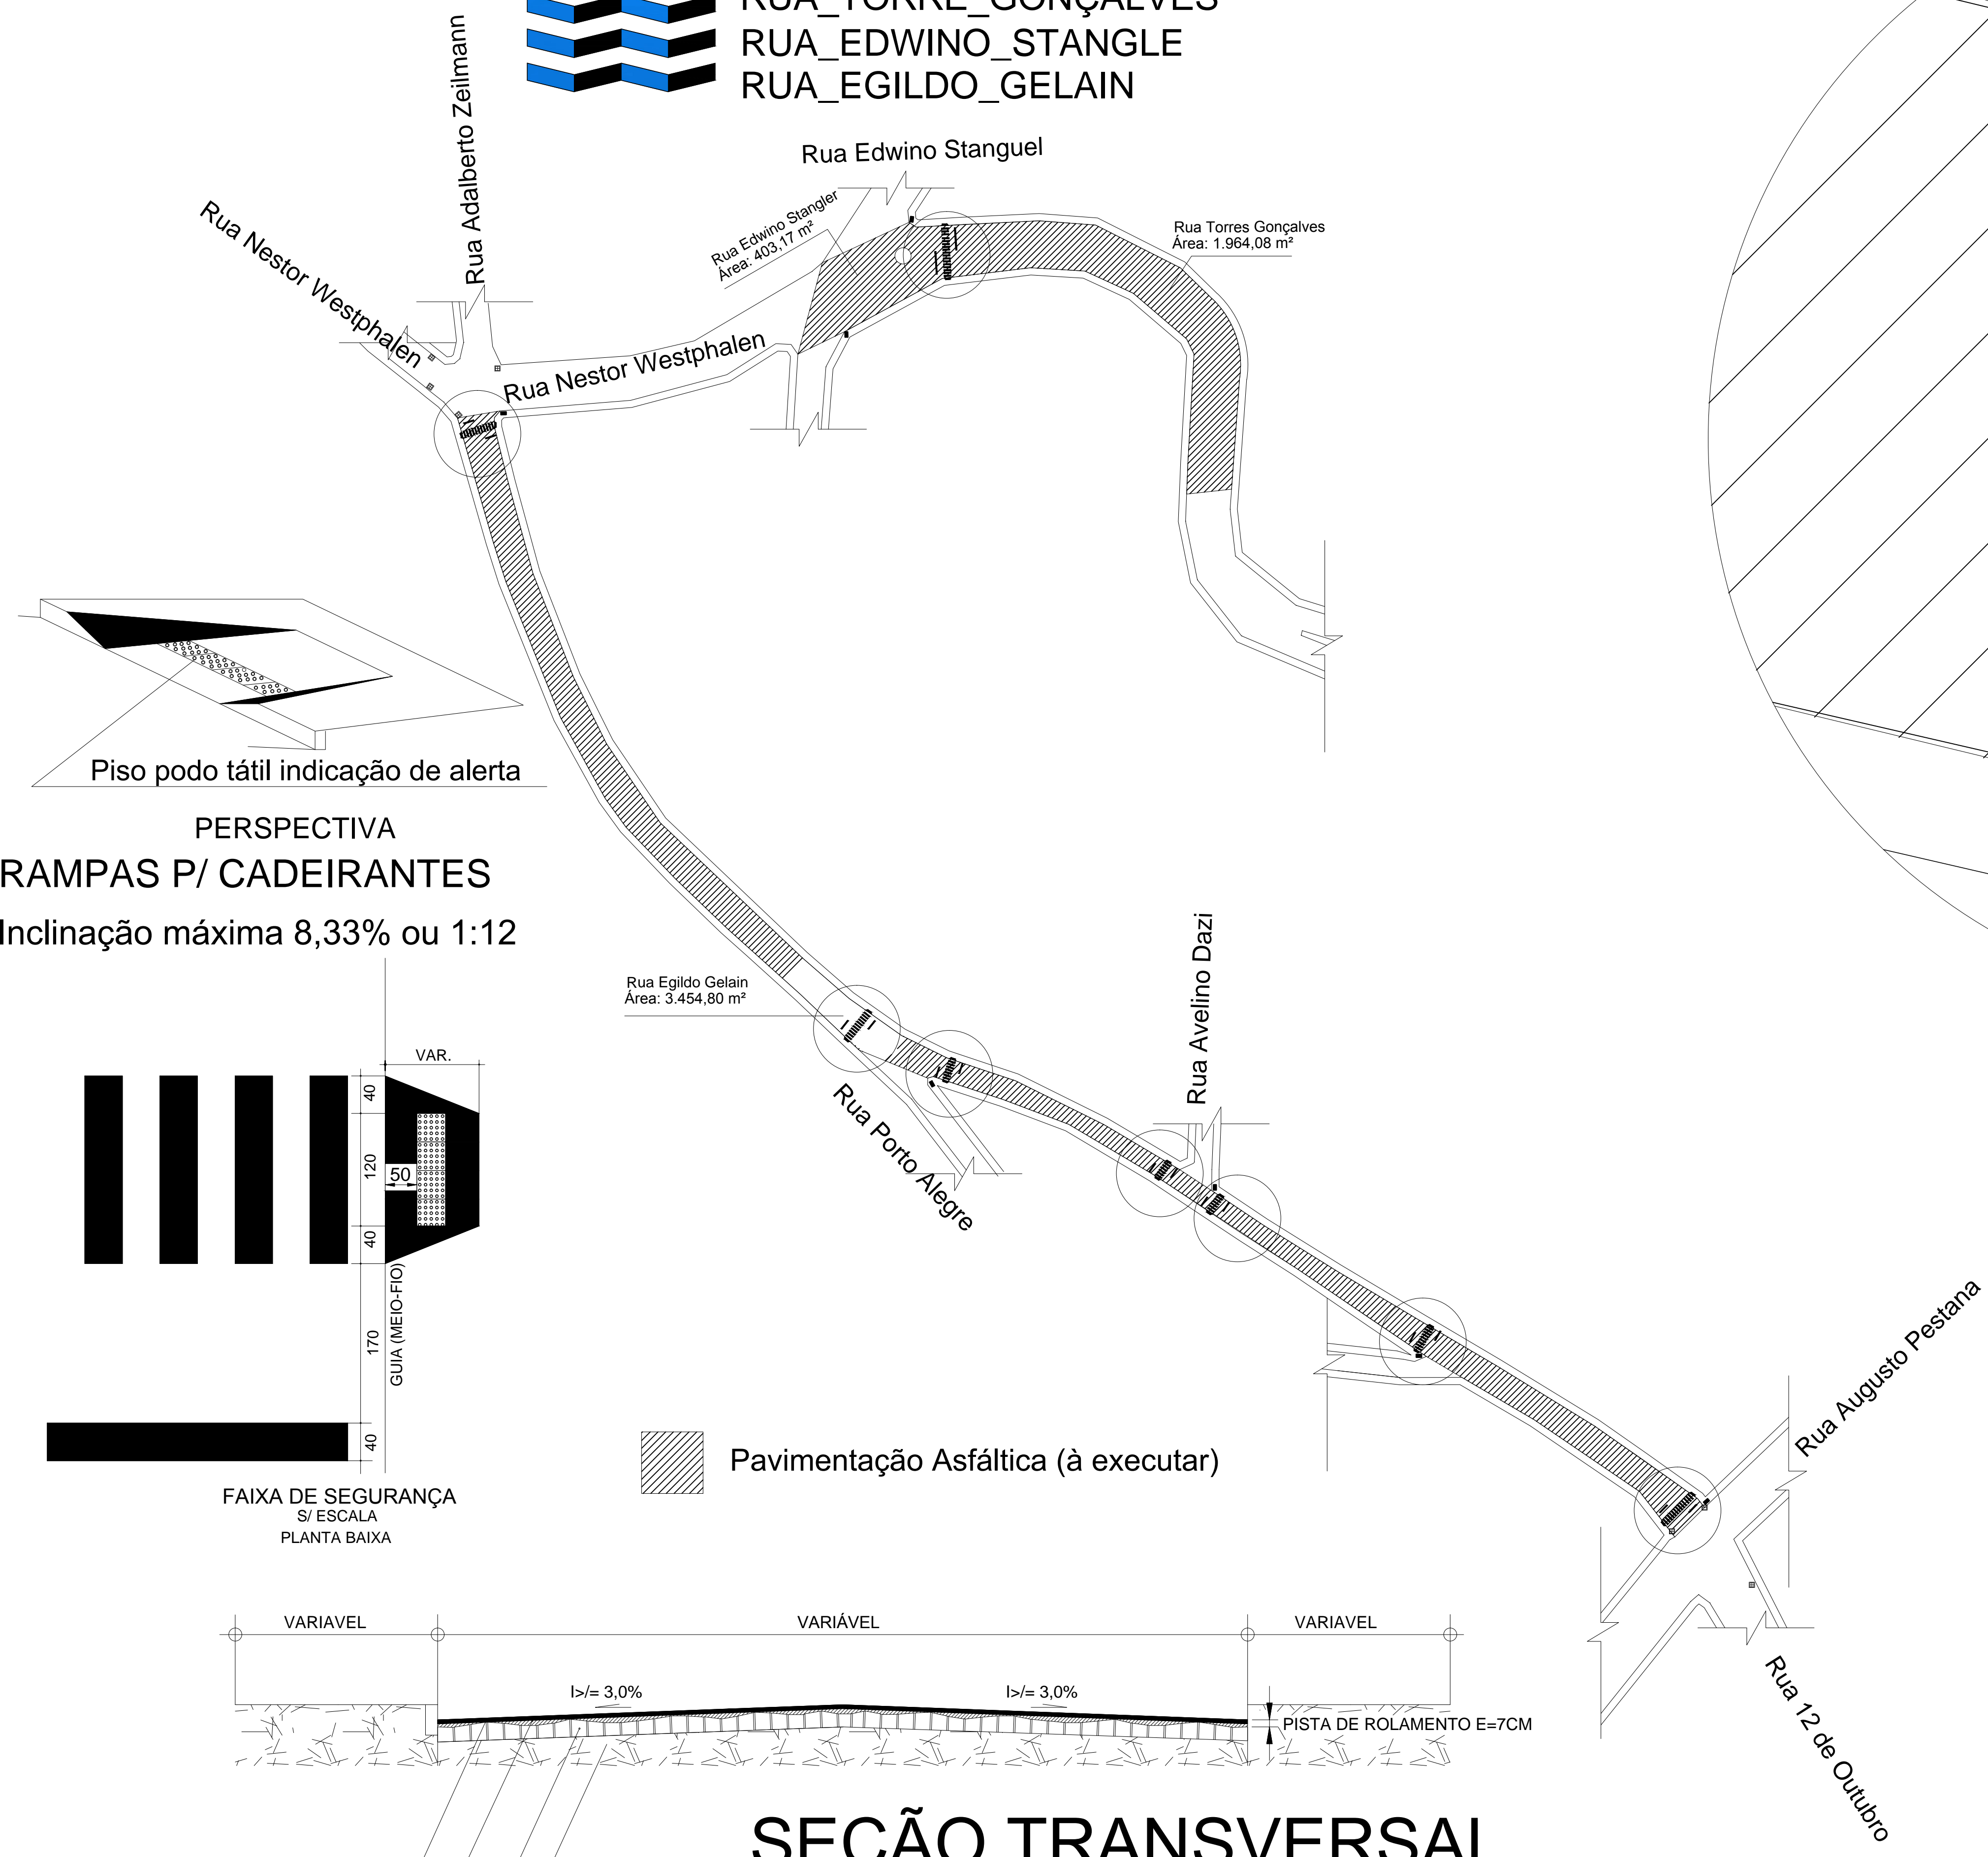 RUA_TORRE_GONÇALVES
RUA_EDWINO_STANGLE
RUA_EGILDO_GELAIN
Rua Adalberto Zeilmann
Rua Edwino Stanguel
Rua Nestor Westphalen
Rua Edwino Stangler
Área: 403,17 m²
Rua Torres Gonçalves
Área: 1.964,08 m²
Rua Nestor Westphalen
Piso podo tátil indicação de alerta
PERSPECTIVA
RAMPAS P/ CADEIRANTES
Inclinação máxima 8,33% ou 1:12
Rua Egildo Gelain
Área: 3.454,80 m²
Rua Avelino Dazi
Rua Porto Alegre
VAR.
40
120
50
40
GUIA (MEIO-FIO)
170
40
FAIXA DE SEGURANÇA
S/ ESCALA
PLANTA BAIXA
Pavimentação Asfáltica (à executar)
Rua Augusto Pestana
Rua 12 de Outubro
VARIAVEL
VARIÁVEL
VARIAVEL
I>/= 3,0%
I>/= 3,0%
PISTA DE ROLAMENTO E=7CM
SEÇÃO TRANSVERSAL